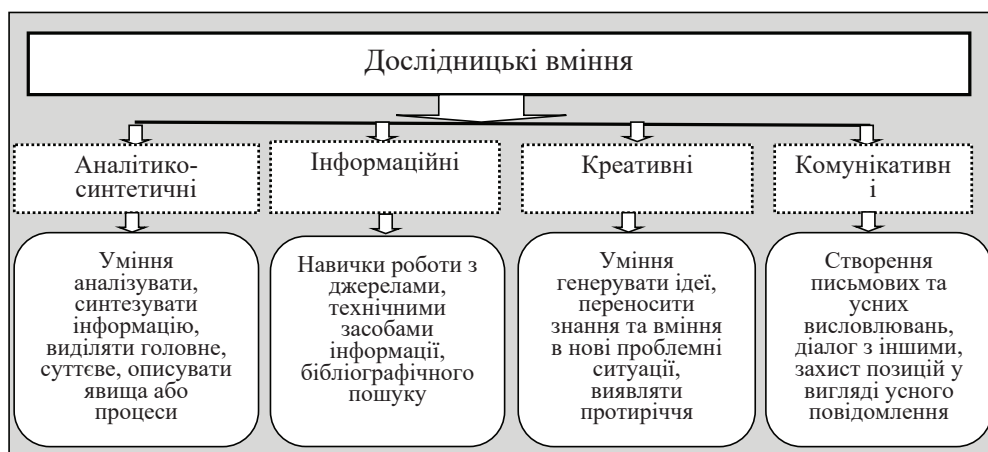 Дослідницькі вміння
Аналітико-
синтетичні
Інформаційні
Креативні
Комунікативн
і
Уміння
аналізувати,
синтезувати
інформацію,
виділяти головне,
суттєве, описувати
явища або
процеси
Навички роботи з
джерелами,
технічними
засобами
інформації,
бібліографічного
пошуку
Уміння
генерувати ідеї,
переносити
знання та вміння
в нові проблемні
ситуації,
виявляти
протиріччя
Створення
письмових та
усних
висловлювань,
діалог з іншими,
захист позицій у
вигляді усного
повідомлення